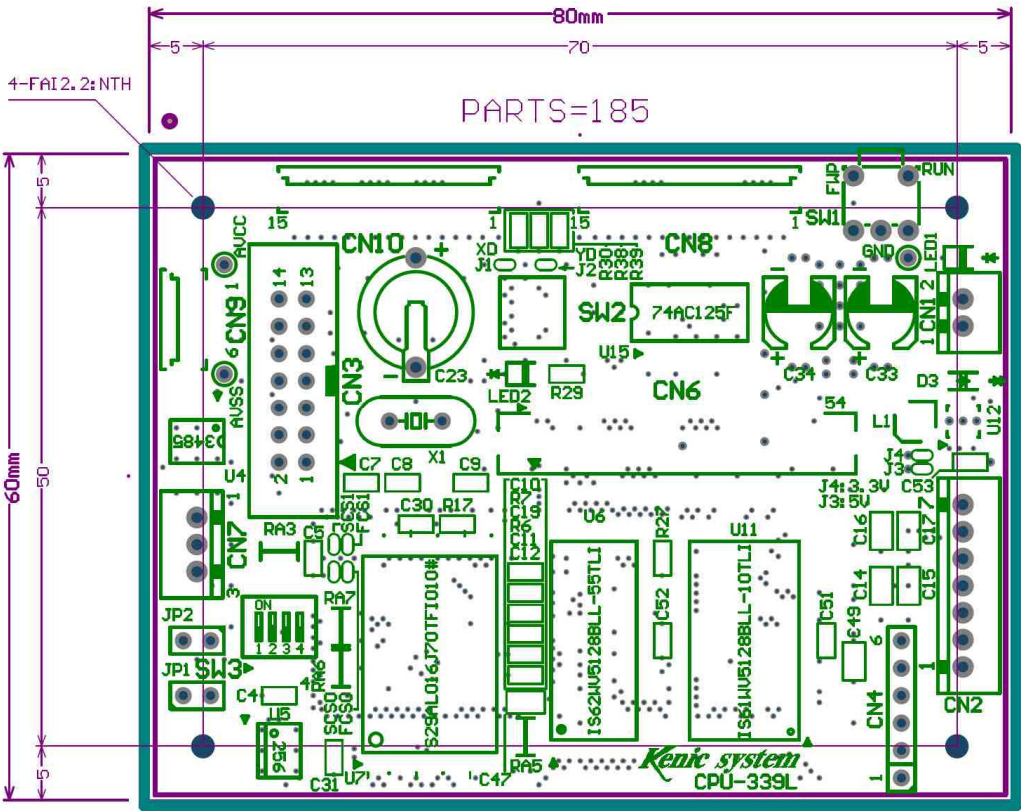 80mm
5
70
5
4-FAI2.2:NTH
PARTS=185
60mm
5
50
5
15
1
15
1
FWP
RUN
SW1
CN10
XD
J1
YD
J2
R30
R38
R39
CN8
GND
LED1
AVCC
1
CN9
6
AVSS
14
13
2
1
CN3
+
-
C23
SW2
74AC125F
U15
-
+
C34
-
+
C33
2
CN1
1
D3
LED2
R29
CN6
54
L1
U12
D3485
U4
X1
C7
C8
C9
J4
J3
J4:3.3V
J3:5V
C53
C10
R7
C19
R6
C11
C12
SCS1
FCS1
C30
R17
U6
R27
U11
C16
C17
7
1
CN7
3
RA3
C5
C14
C15
JP2
ON
1 2 3 4
RA7
S29AL016J70TFI010#
IS62WV5128BLL-55TLI
C52
IS61WV5128BLL-10TLI
C51
C49
6
1
CN2
JP1
SW3
RA6
C4
4
U5
256
SCS0
FCS0
C31
U7
C47
RA5
CN4
1
Kenic system
CPU-339L